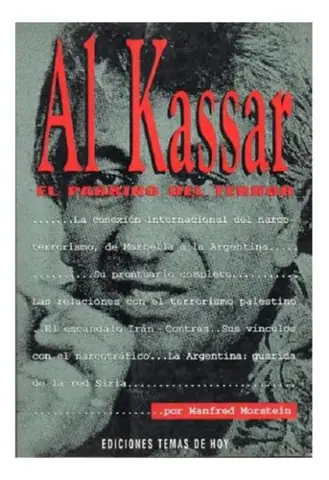 Al Kassar
EL PADRINO DEL TERROR
.......La conexión internacional del narco-
terrorismo, de Marbella a la Argentina.....
..........Su prontuario completo...........
Las relaciones con el terrorismo palestino
..El escándalo Irán-Contras..Sus vínculos
con el narcotráfico...La Argentina: guarida
de la red Siria............................
.....................por Manfred Morstein
EDICIONES TEMAS DE HOY